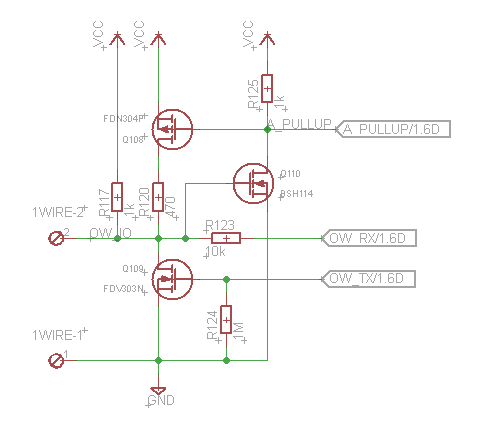 VCC
VCC
VCC
R125
1k
FDN304P
Q108
A_PULLUP
A_PULLUP/1.6D
Q110
BSH114
R117
1k
R120
470
1WIRE-2
2
OW_IO
R123
10k
OW_RX/1.6D
Q109
FDV303N
OW_TX/1.6D
R124
1M
1WIRE-1
1
GND